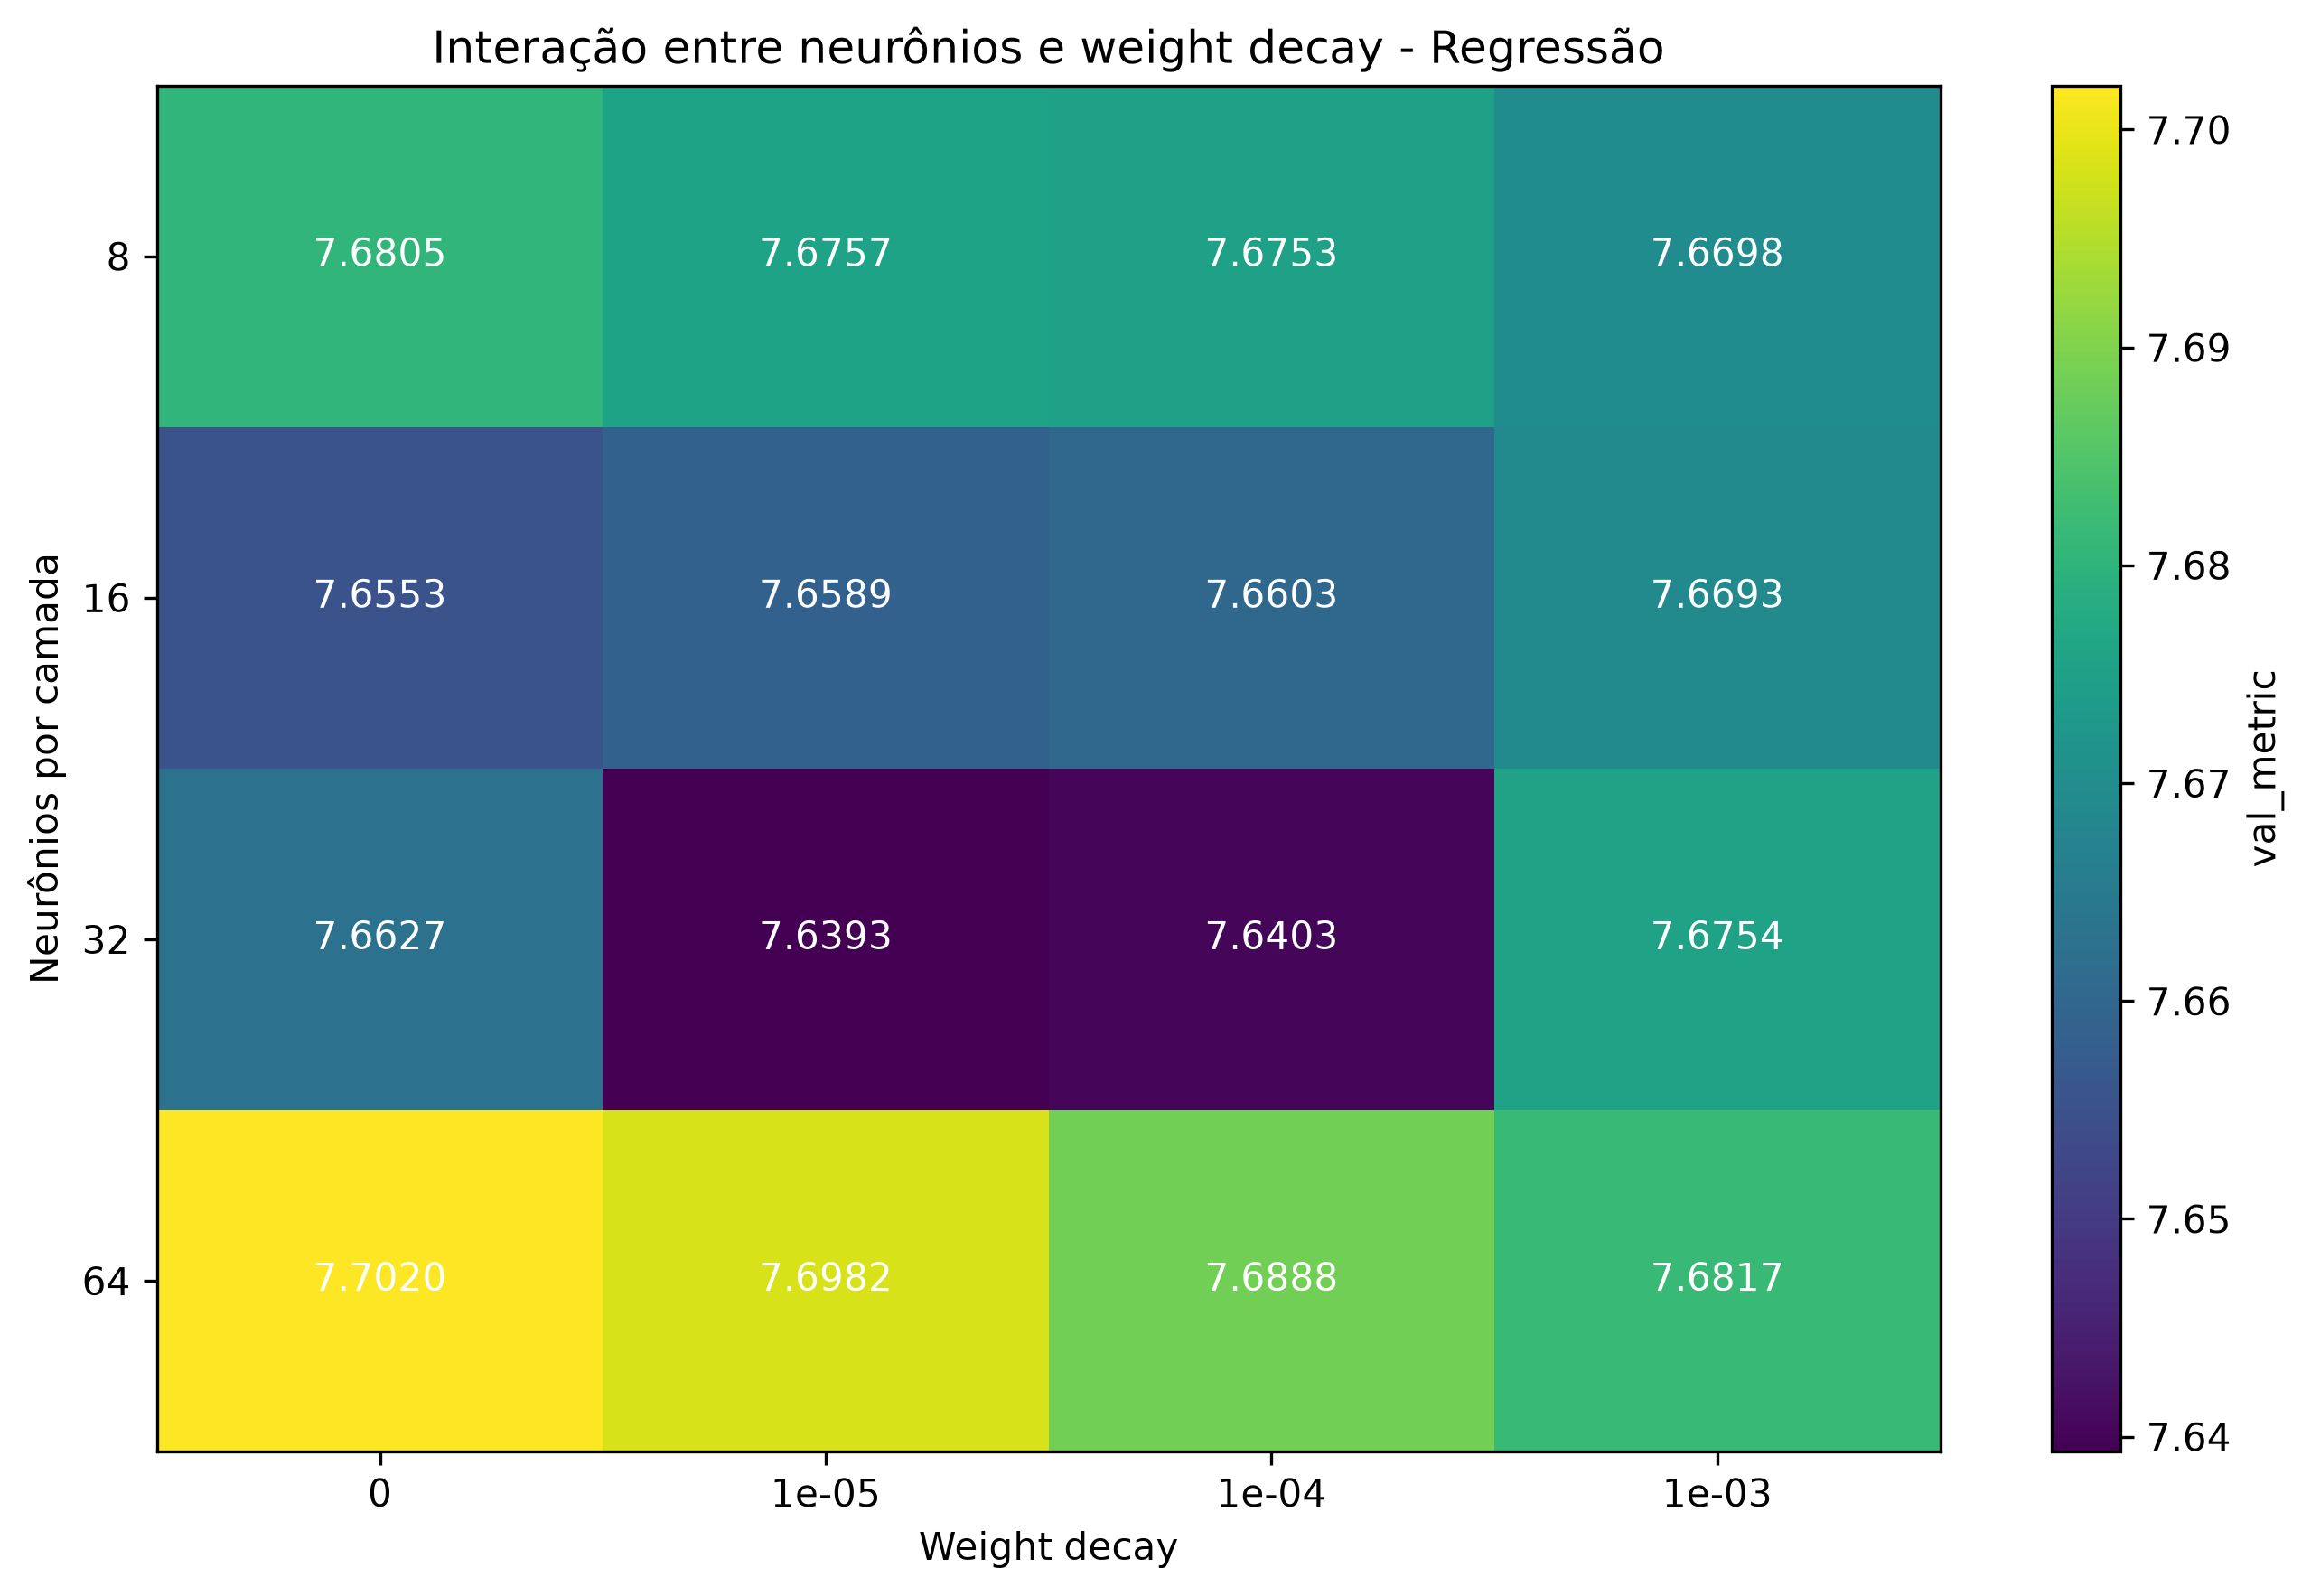 Interação entre neurônios e weight decay - Regressão
Neurônios por camada
8
7.6805 7.6757 7.6753 7.6698
16
7.6553 7.6589 7.6603 7.6693
32
7.6627 7.6393 7.6403 7.6754
64
7.7020 7.6982 7.6888 7.6817
0 1e-05 1e-04 1e-03
Weight decay
7.70
7.69
7.68
7.67
7.66
7.65
7.64
val_metric